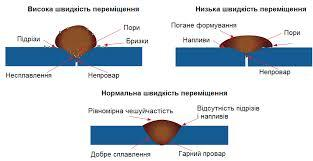 Висока швидкість переміщення
Підрізи
Пори
Бризки
Несплавлення
Непровар
Низька швидкість переміщення
Погане формування
Напливи
Пори
Непровар
Нормальна швидкість переміщення
Рівномірна чешуйчастість
Відсутність підрізів
і напливів
Добре сплавлення
Гарний провар